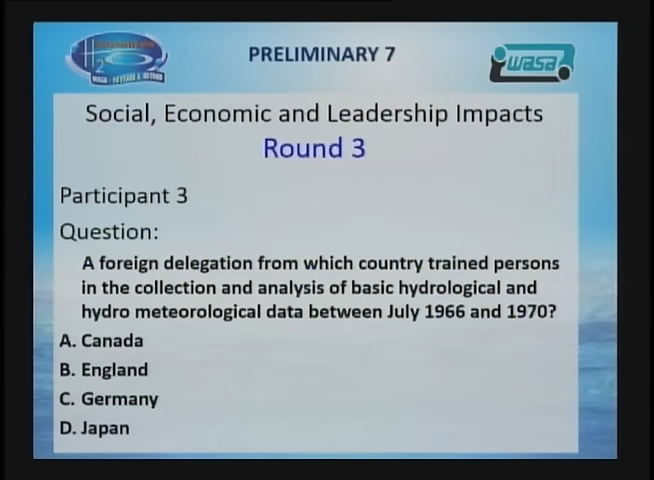 PRELIMINARY 7
wasa
Social, Economic and Leadership Impacts
Round 3
Participant 3
Question:
A foreign delegation from which country trained persons
in the collection and analysis of basic hydrological and
hydro meteorological data between July 1966 and 1970?
A. Canada
B. England
C. Germany
D. Japan